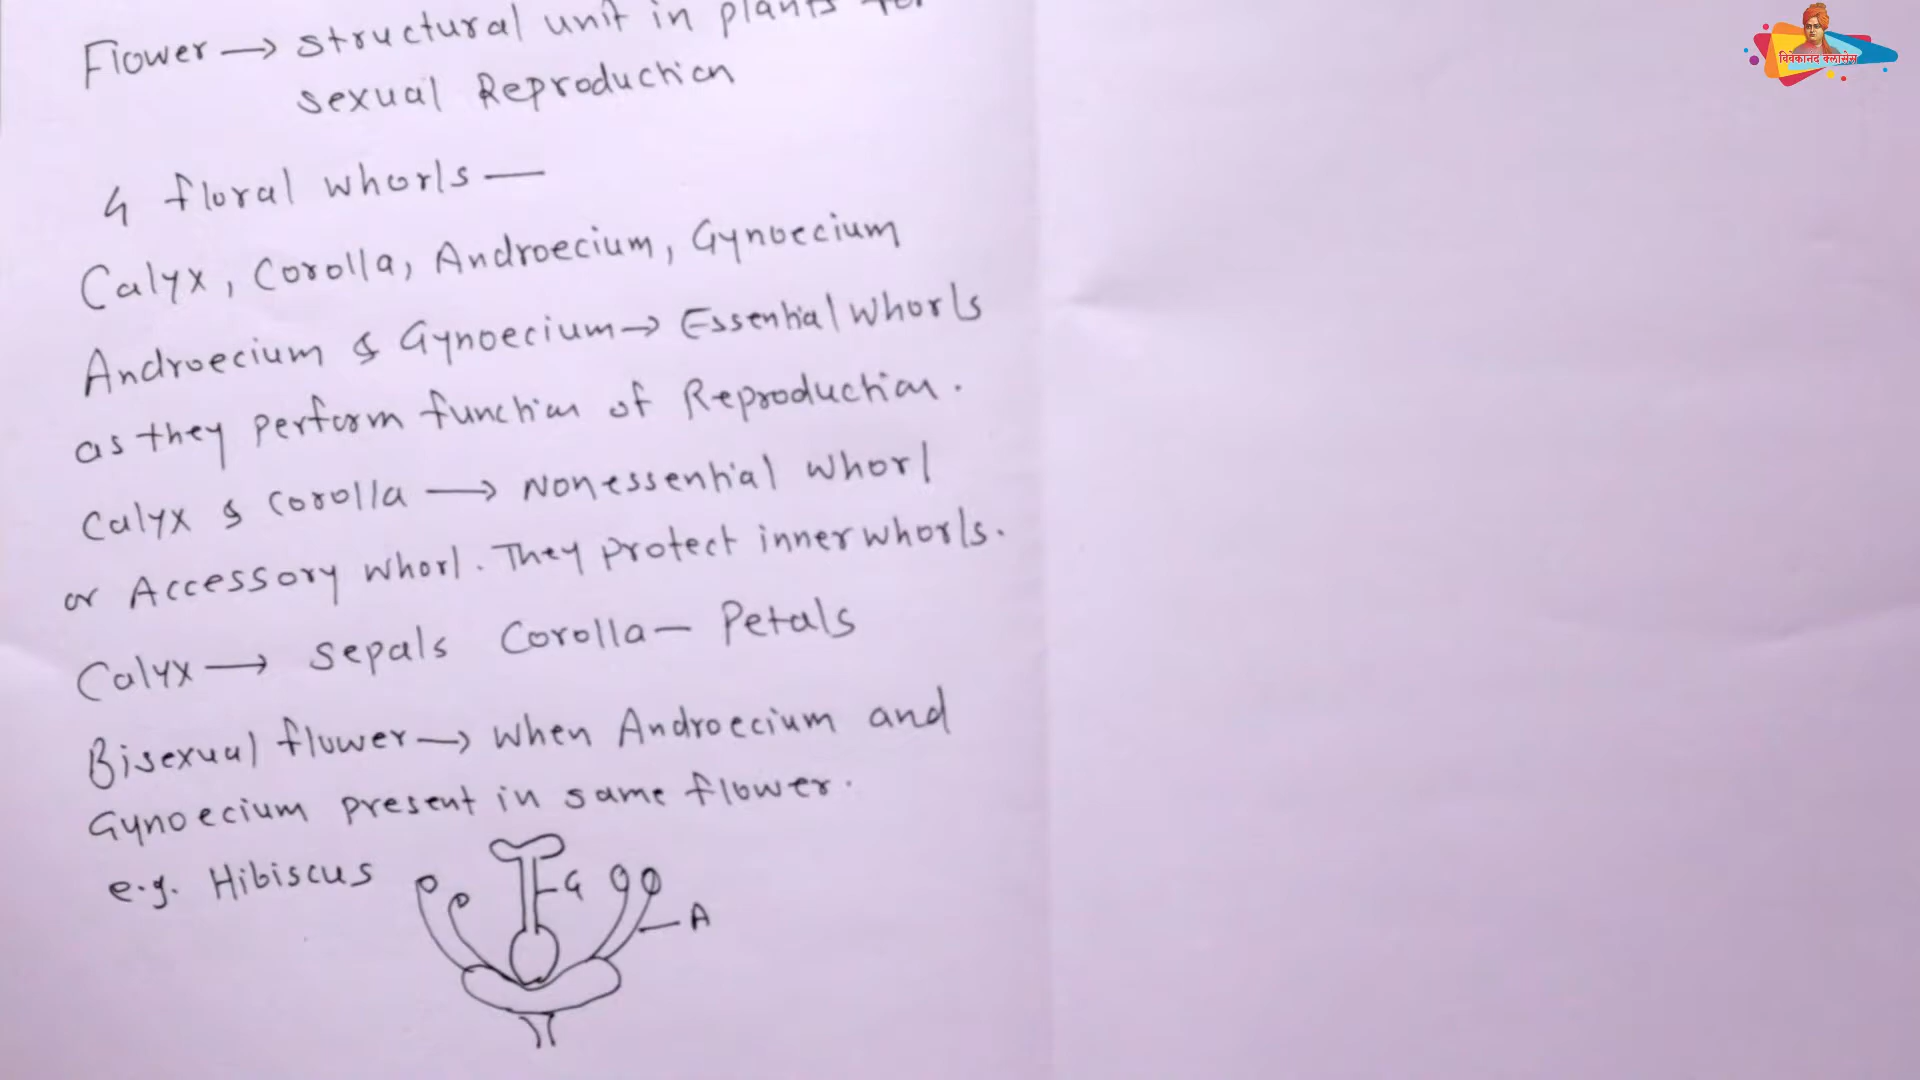 Flower → structural unit in plants for
sexual Reproduction
4 floral whorls —
Calyx, Corolla, Androecium, Gynoecium
Androecium & Gynoecium → Essential Whorls
as they perform function of Reproduction.
Calyx & Corolla → Nonessential whorl
or Accessory whorl. They protect inner whorls.
Calyx → sepals Corolla — Petals
Bisexual flower → when Androecium and
Gynoecium present in same flower.
e.g. Hibiscus
G
A
विवेकानंद क्लासेस